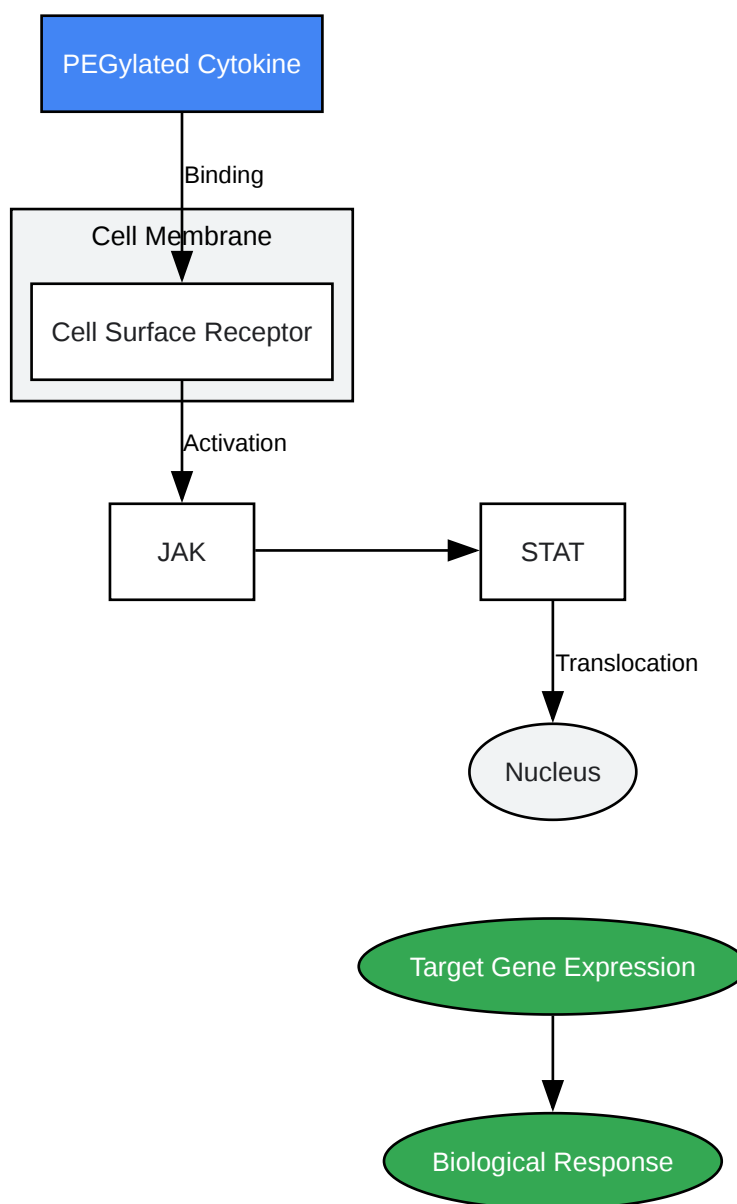 PEGylated Cytokine
Binding
Cell Membrane
Cell Surface Receptor
Activation
JAK
STAT
Translocation
Nucleus
Target Gene Expression
Biological Response